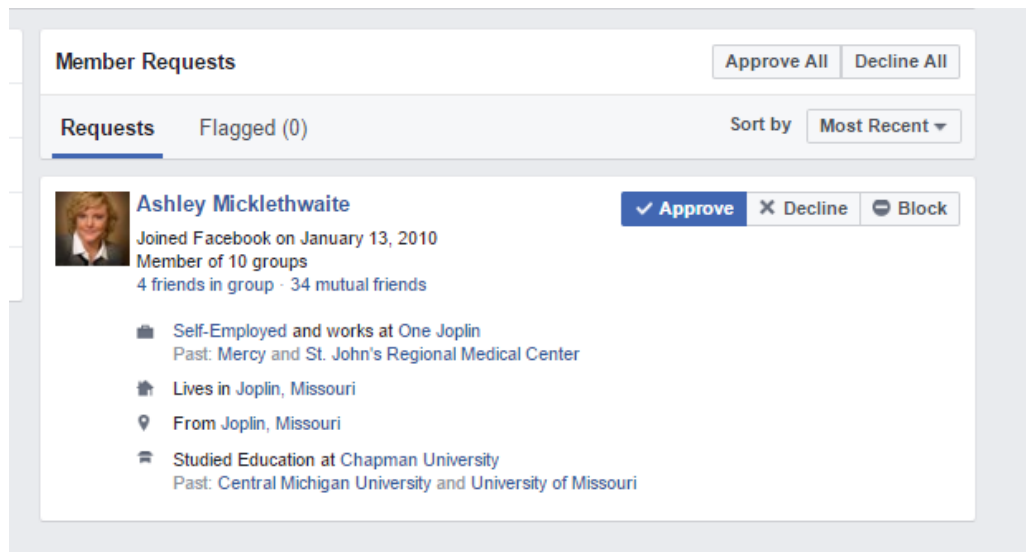 Member Requests
Approve All
Decline All
Requests
Flagged (0)
Sort by
Most Recent
Ashley Micklethwaite
Approve
Decline
Block
Joined Facebook on January 13, 2010
Member of 10 groups
4 friends in group · 34 mutual friends
Self-Employed and works at One Joplin
Past: Mercy and St. John's Regional Medical Center
Lives in Joplin, Missouri
From Joplin, Missouri
Studied Education at Chapman University
Past: Central Michigan University and University of Missouri